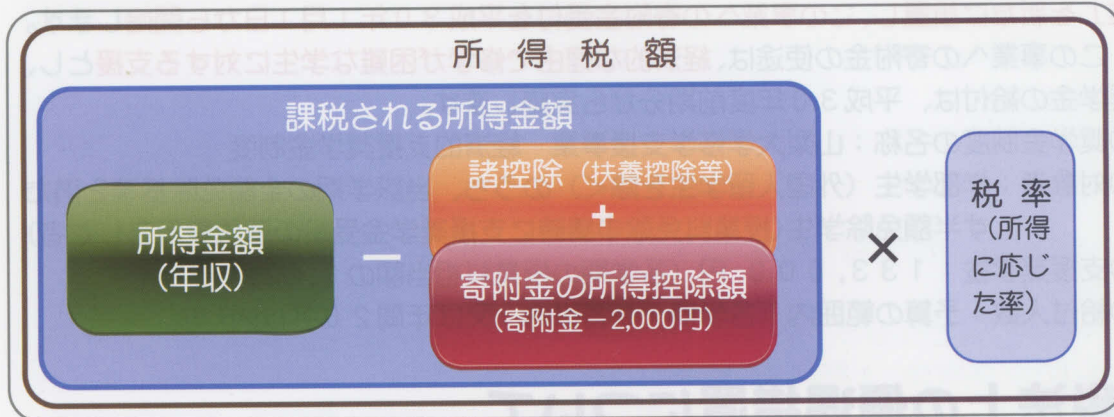 所得税額
課税される所得金額
所得金額
(年収)
－
諸控除(扶養控除等)
+
寄附金の所得控除額
(寄附金－2,000円)
×
税率
(所得
に応じ
た率)